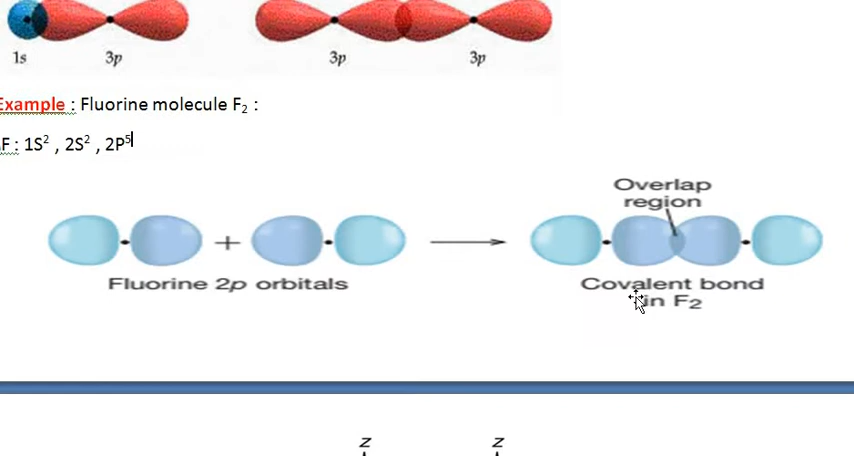 1s 3p 3p 3p
Example : Fluorine molecule F₂ :
F : 1S² , 2S² , 2P⁵
Overlap
region
+
Fluorine 2p orbitals
Covalent bond
in F₂
z z